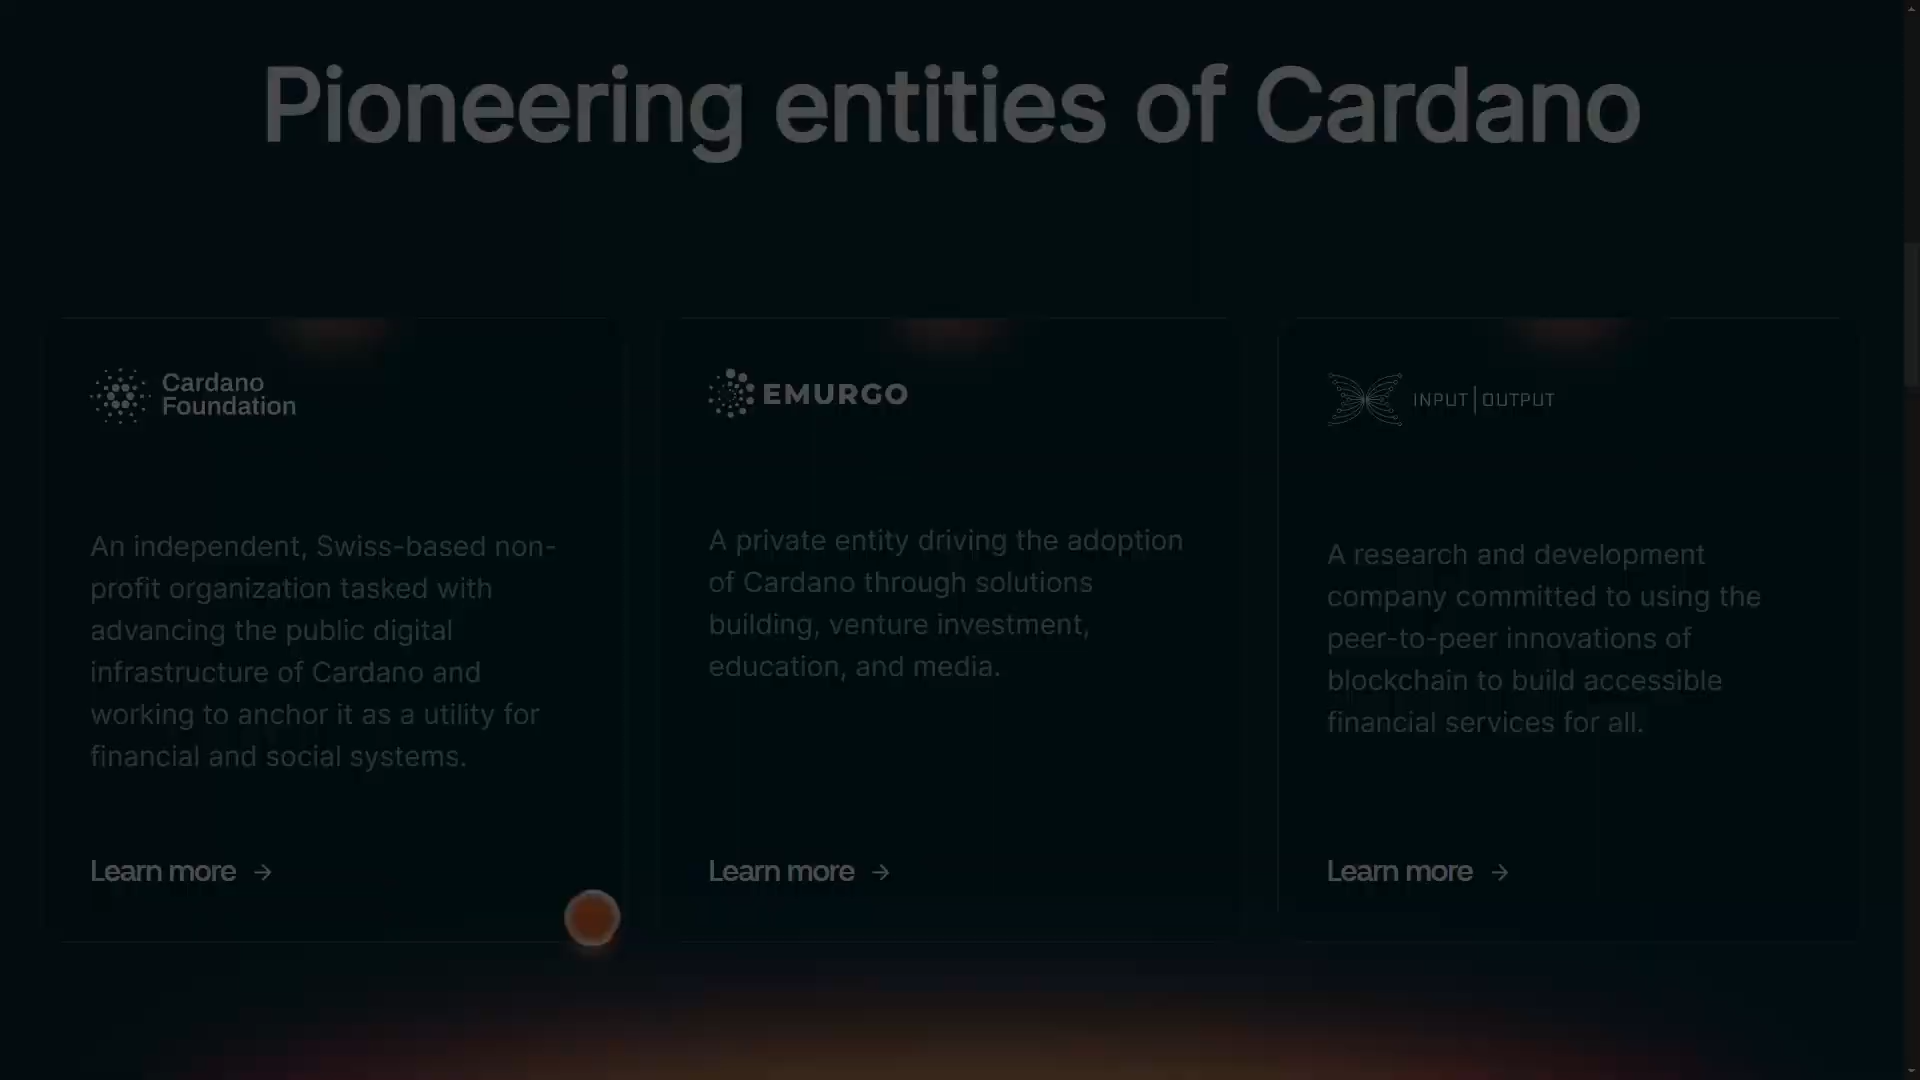 Pioneering entities of Cardano
Cardano
Foundation
An independent, Swiss-based non-
profit organization tasked with
advancing the public digital
infrastructure of Cardano and
working to anchor it as a utility for
financial and social systems.
Learn more →
EMURGO
A private entity driving the adoption
of Cardano through solutions
building, venture investment,
education, and media.
Learn more →
INPUT|OUTPUT
A research and development
company committed to using the
peer-to-peer innovations of
blockchain to build accessible
financial services for all.
Learn more →